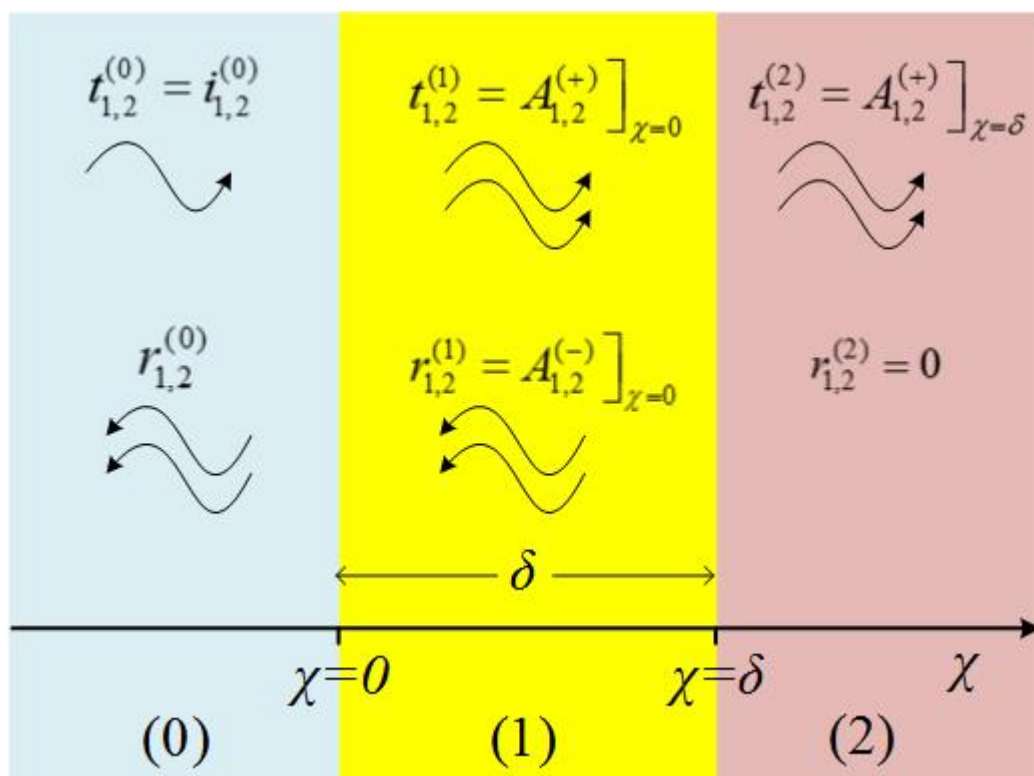 t_{1,2}^{(0)} = i_{1,2}^{(0)}
t_{1,2}^{(1)} = A_{1,2}^{(+)}]_{χ=0}
t_{1,2}^{(2)} = A_{1,2}^{(+)}]_{χ=δ}
r_{1,2}^{(0)}
r_{1,2}^{(1)} = A_{1,2}^{(-)}]_{χ=0}
r_{1,2}^{(2)} = 0
δ
χ=0
χ=δ
χ
(0)
(1)
(2)